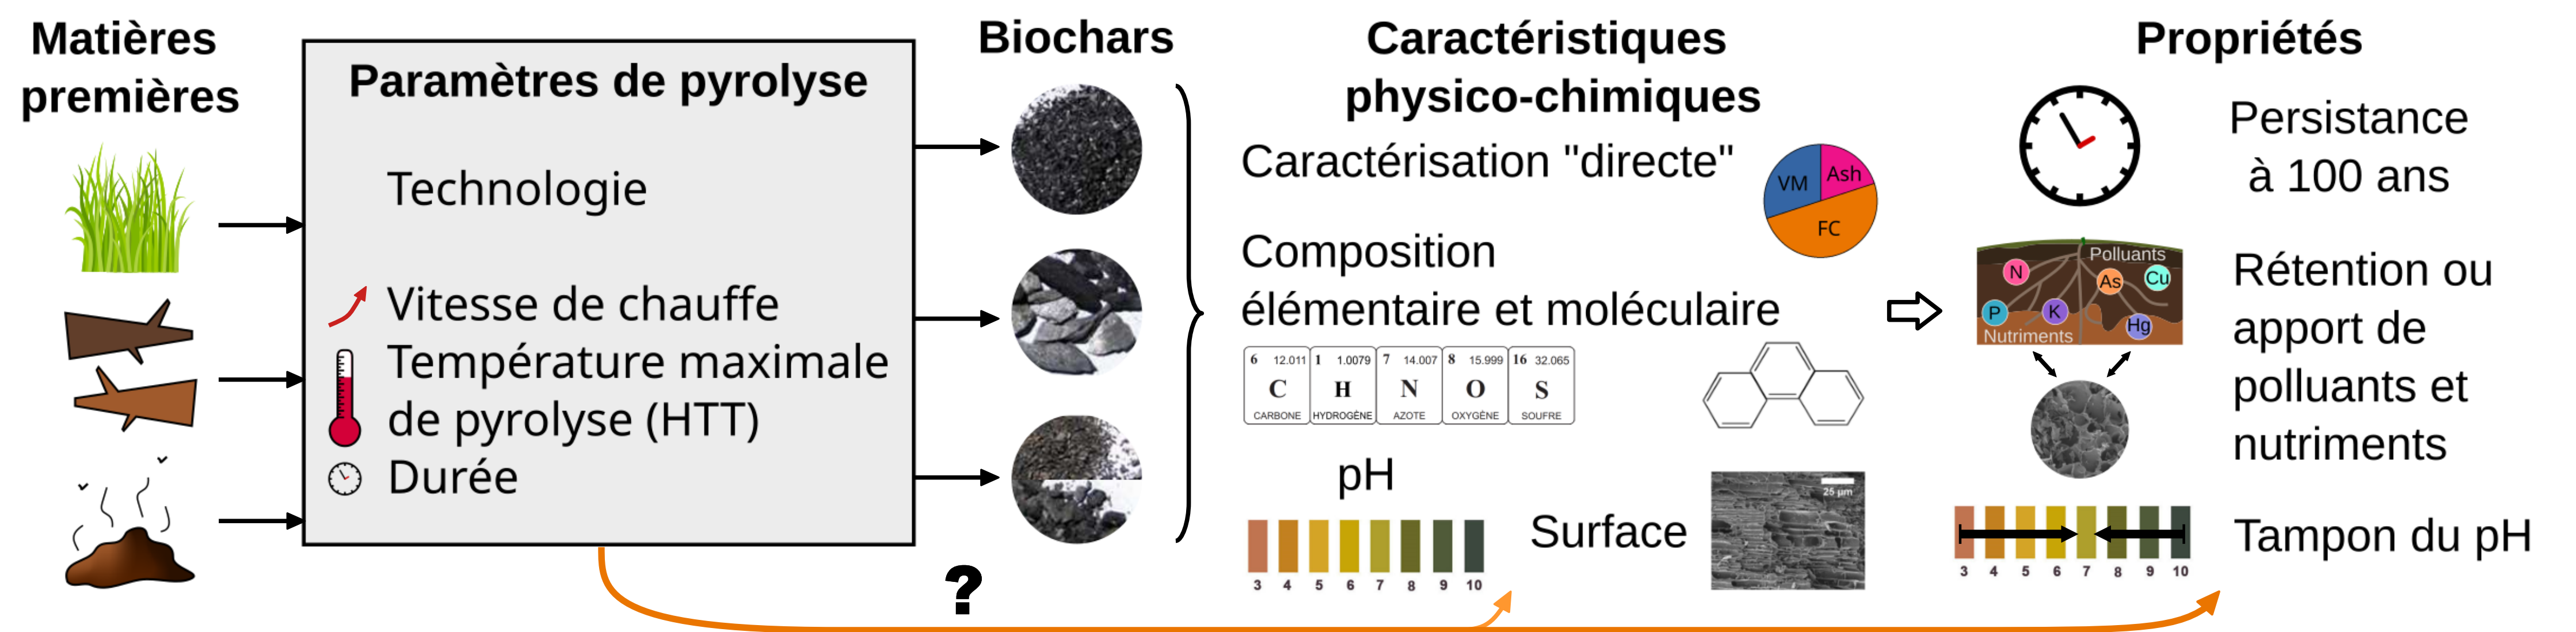 Matières
premières
Paramètres de pyrolyse
Technologie
Vitesse de chauffe
Température maximale
de pyrolyse (HTT)
Durée
Biochars
?
Caractéristiques
physico-chimiques
Caractérisation "directe"
VM
Ash
FC
Composition
élémentaire et moléculaire
6 12.011 1 1.0079 7 14.007 8 15.999 16 32.065
C H N O S
CARBONE HYDROGÈNE AZOTE OXYGÈNE SOUFRE
pH
3 4 5 6 7 8 9 10
Surface
25 µm
Propriétés
Persistance
à 100 ans
Polluants
N As Cu
P K Hg
Nutriments
Rétention ou
apport de
polluants et
nutriments
3 4 5 6 7 8 9 10
Tampon du pH